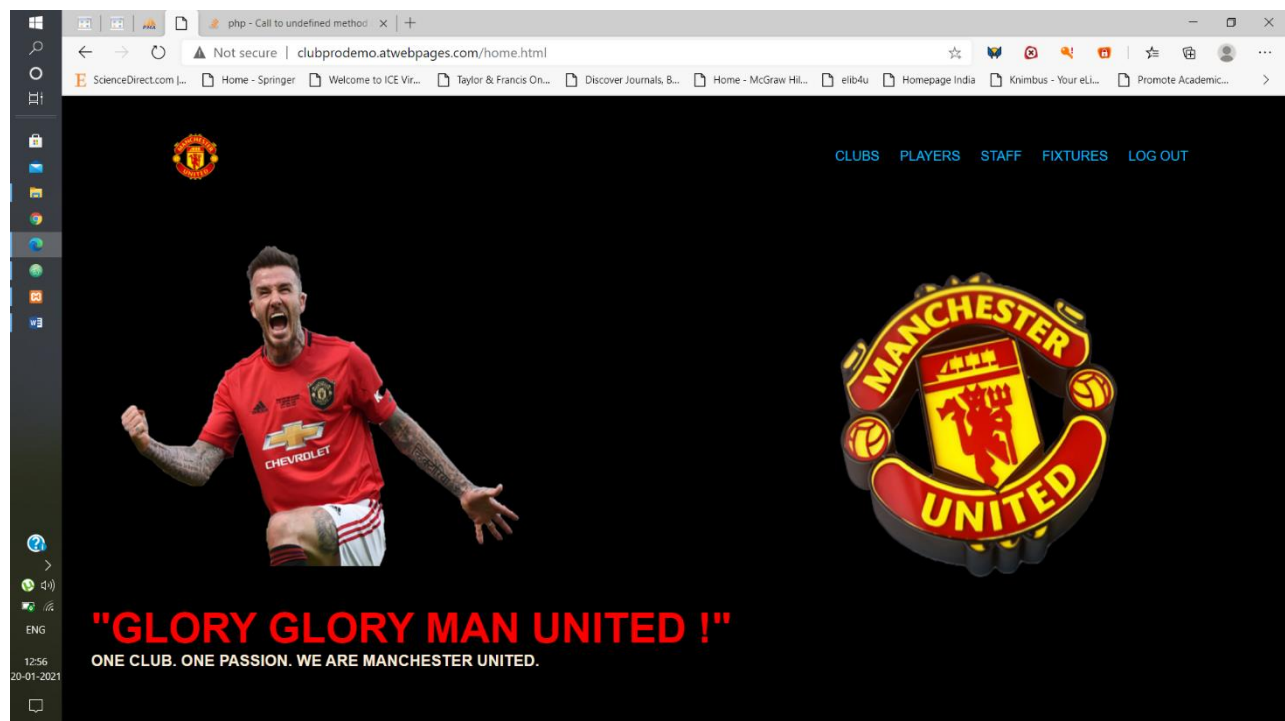 php - Call to undefined method
Not secure | clubprodemo.atwebpages.com/home.html
ScienceDirect.com |... Home - Springer Welcome to ICE Vir... Taylor & Francis On... Discover Journals, B... Home - McGraw Hil... elib4u Homepage India Knimbus - Your eLi... Promote Academic...
MANCHESTER
UNITED
CLUBS PLAYERS STAFF FIXTURES LOG OUT
CHEVROLET
MANCHESTER
UNITED
"GLORY GLORY MAN UNITED !"
ONE CLUB. ONE PASSION. WE ARE MANCHESTER UNITED.
ENG
12:56
20-01-2021